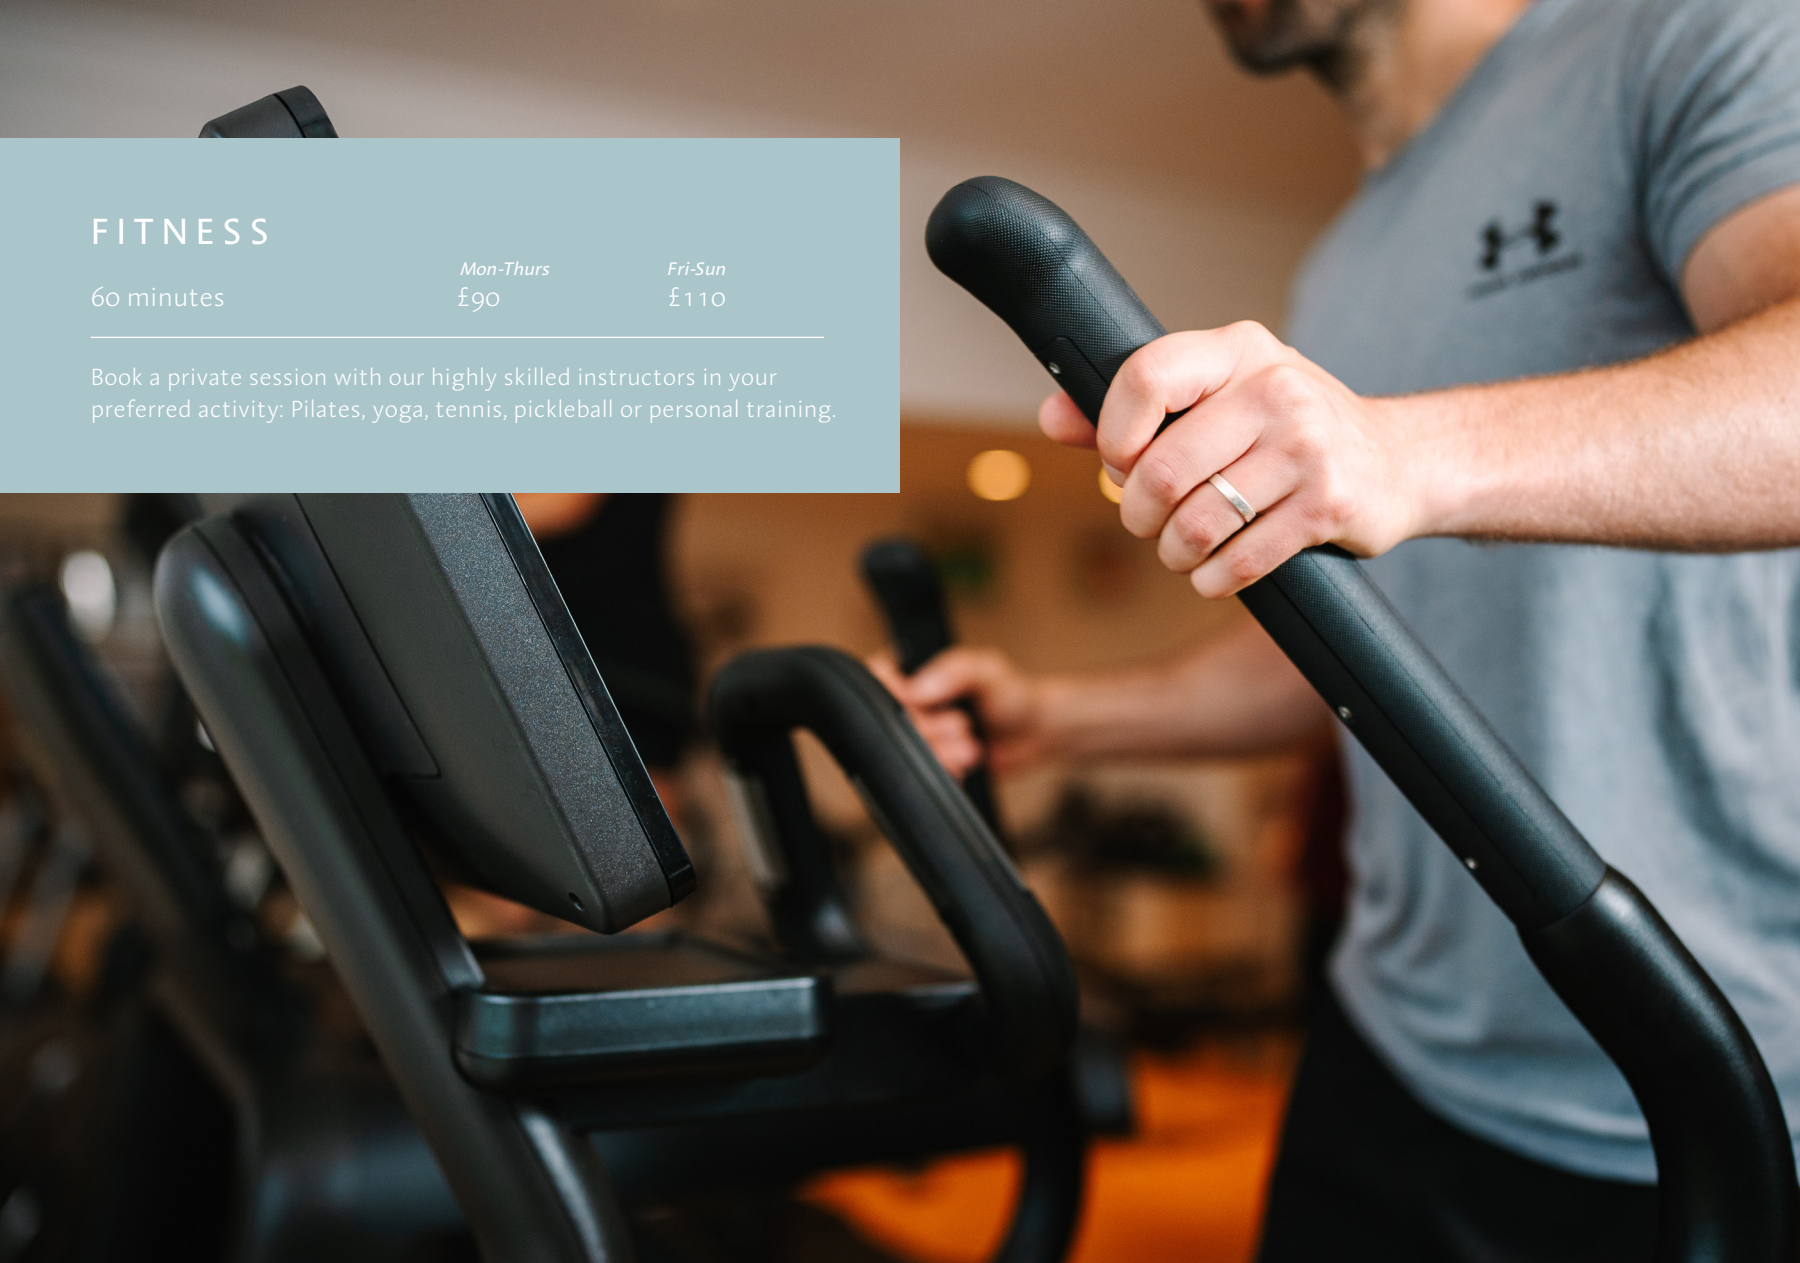 FITNESS
Mon-Thurs Fri-Sun
60 minutes £90 £110
Book a private session with our highly skilled instructors in your
preferred activity: Pilates, yoga, tennis, pickleball or personal training.